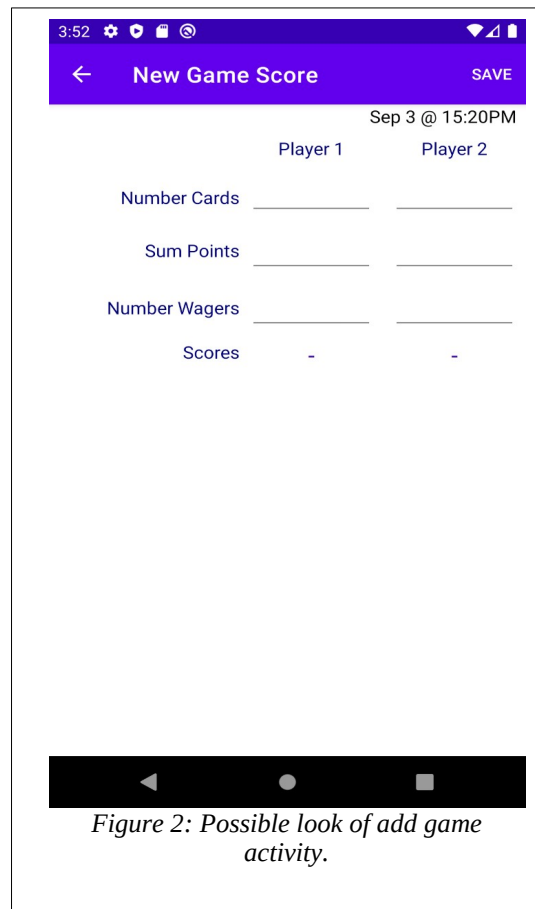 3:52
New Game Score SAVE
Sep 3 @ 15:20PM
Player 1 Player 2
Number Cards
Sum Points
Number Wagers
Scores - -
Figure 2: Possible look of add game
activity.